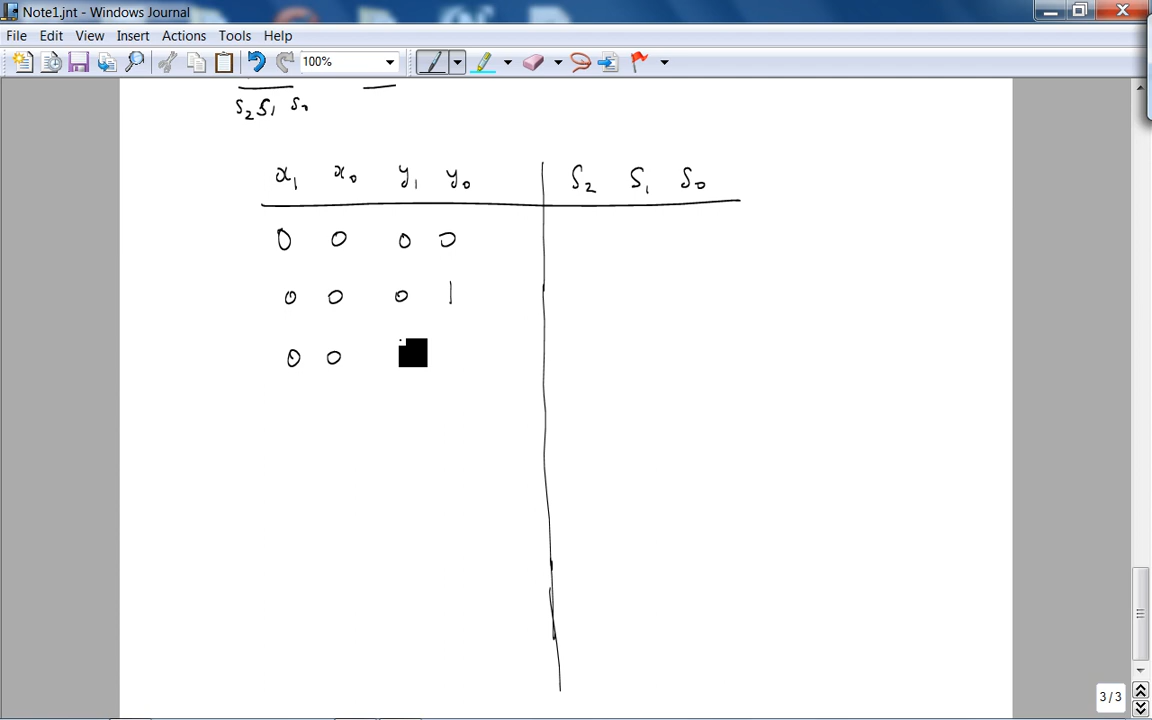 Note1.jnt - Windows Journal
File Edit View Insert Actions Tools Help
100%
S₂ S₁ S₀
x₁ x₀ y₁ y₀ S₂ S₁ S₀
0 0 0 0
0 0 0 1
0 0
3 / 3